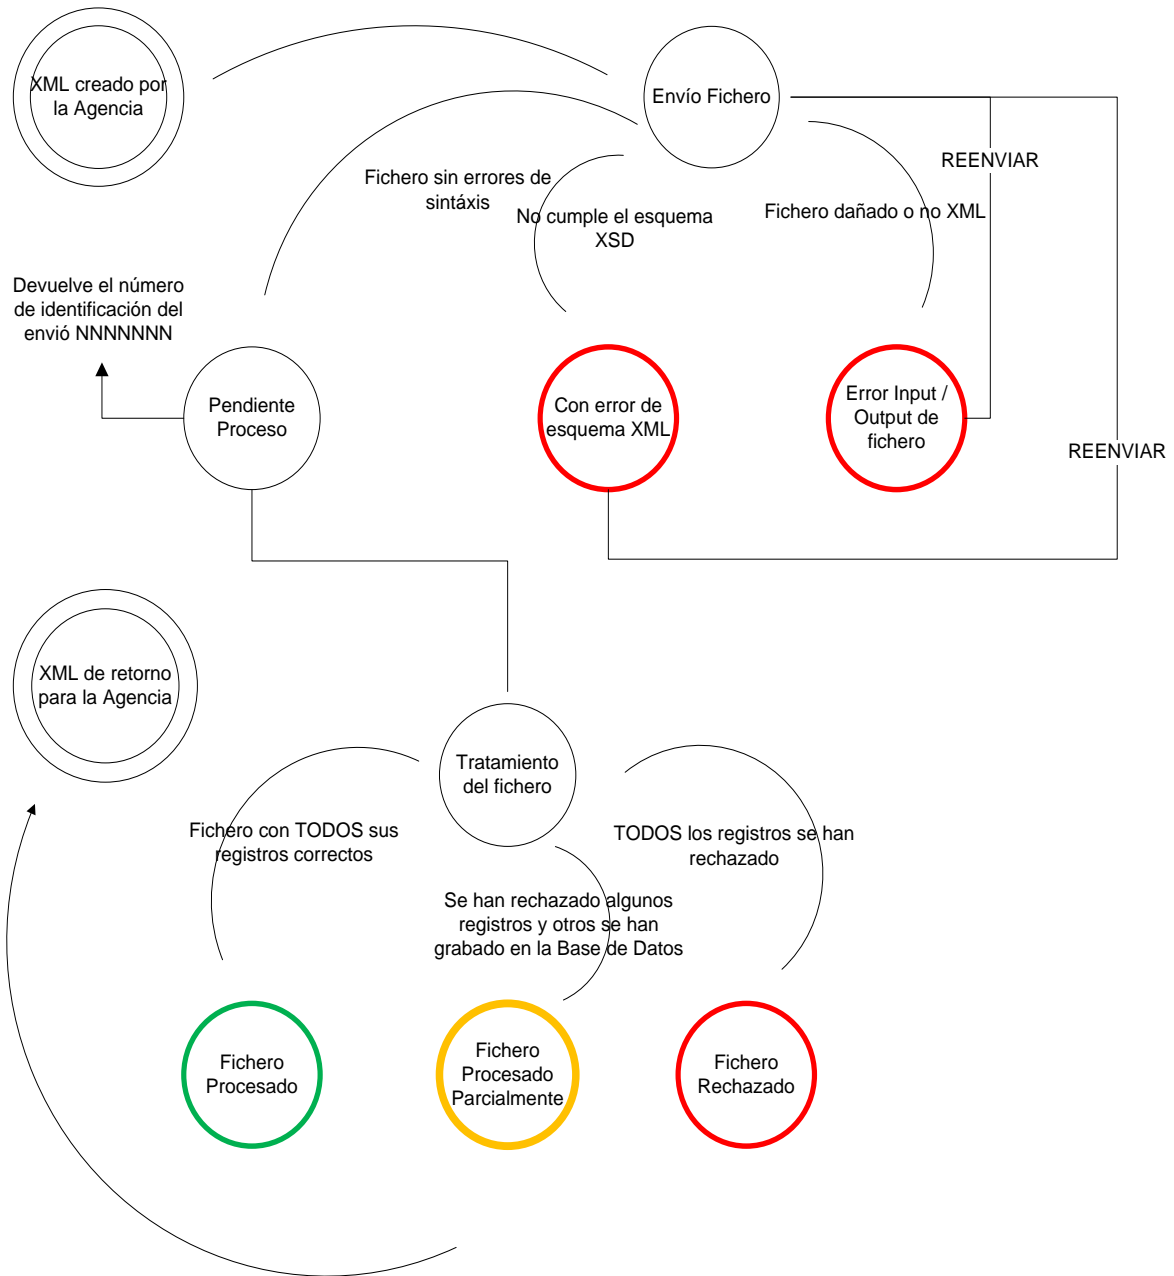 XML creado por
la Agencia
Envío Fichero
REENVIAR
Fichero sin errores de
sintáxis
No cumple el esquema
XSD
Fichero dañado o no XML
Devuelve el número
de identificación del
envió NNNNNNN
Pendiente
Proceso
Con error de
esquema XML
Error Input /
Output de
fichero
REENVIAR
XML de retorno
para la Agencia
Tratamiento
del fichero
Fichero con TODOS sus
registros correctos
TODOS los registros se han
rechazado
Se han rechazado algunos
registros y otros se han
grabado en la Base de Datos
Fichero
Procesado
Fichero
Procesado
Parcialmente
Fichero
Rechazado